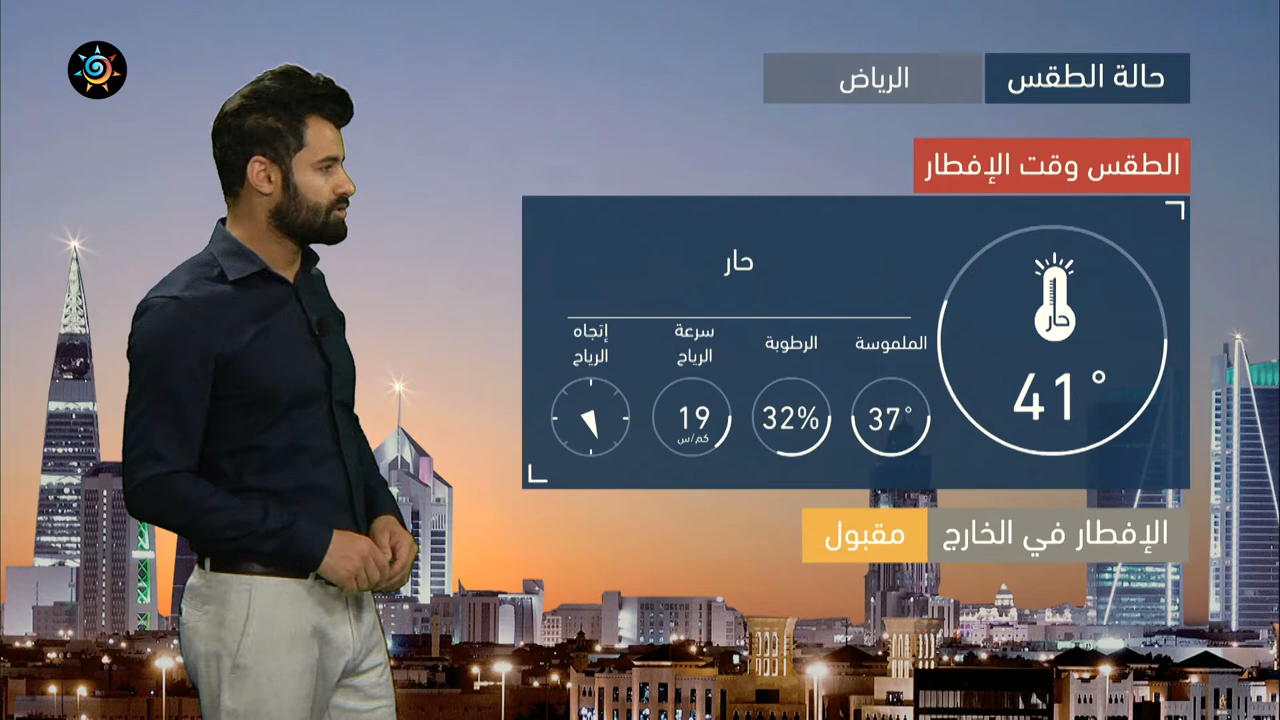 حالة الطقس
الرياض
الطقس وقت الإفطار
حار
حار
41°
الملموسة
37°
الرطوبة
32%
سرعة
الرياح
19
كم/س
إتجاه
الرياح
الإفطار في الخارج
مقبول